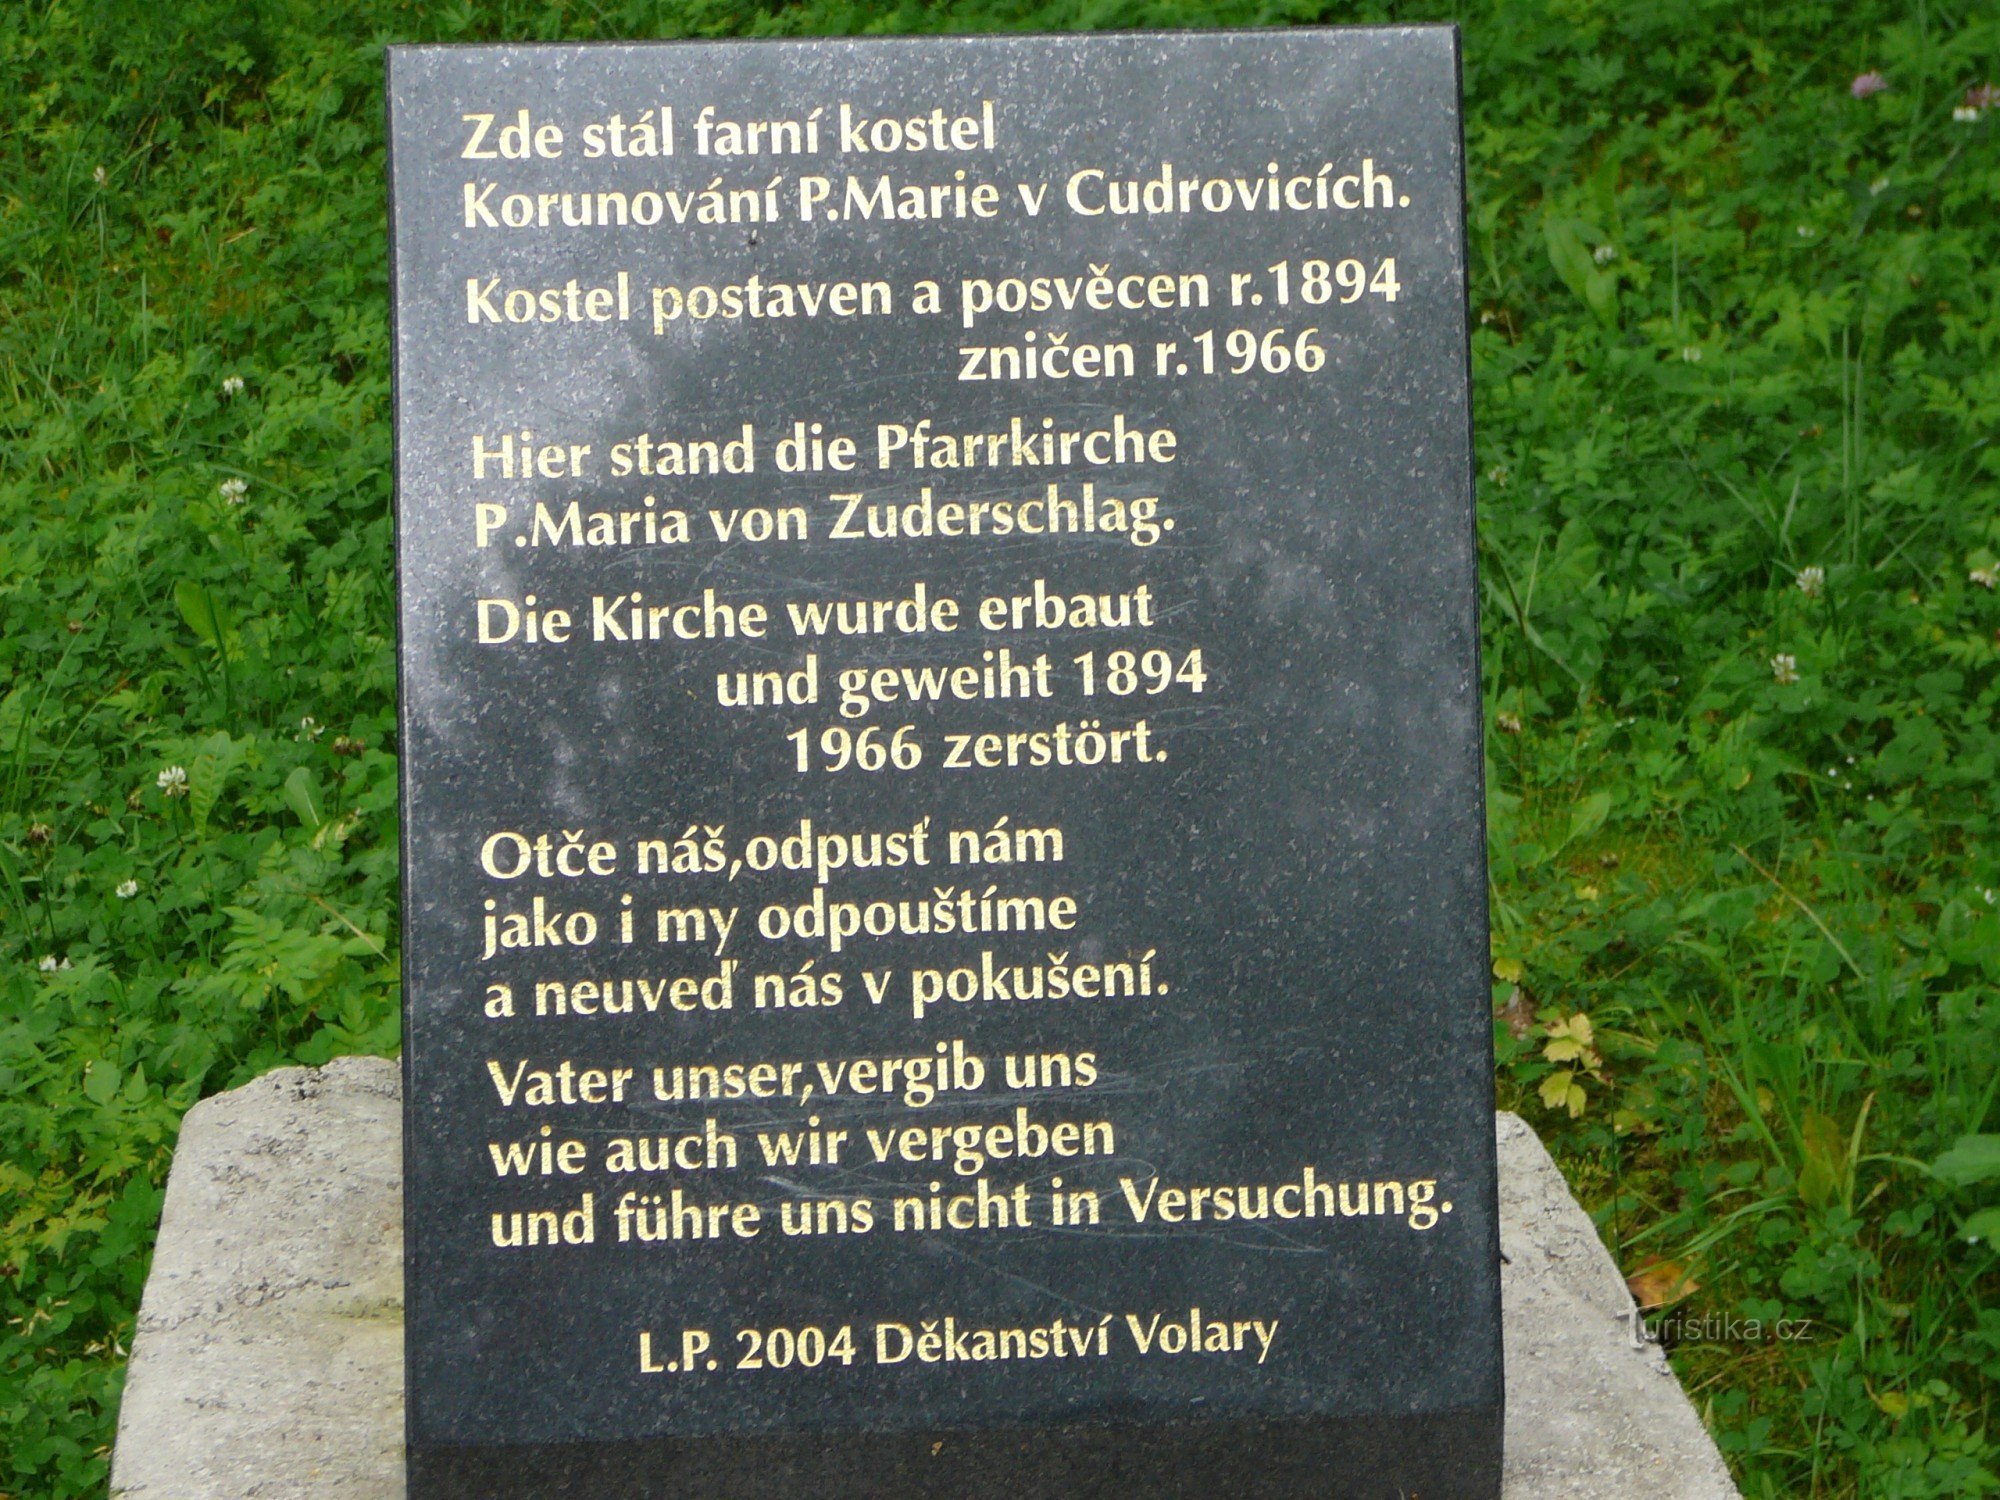 Zde stál farní kostel
Korunování P.Marie v Cudrovicích.
Kostel postaven a posvěcen r.1894
zničen r.1966
Hier stand die Pfarrkirche
P.Maria von Zuderschlag.
Die Kirche wurde erbaut
und geweiht 1894
1966 zerstört.
Otče náš,odpusť nám
jako i my odpouštíme
a neuveď nás v pokušení.
Vater unser,vergib uns
wie auch wir vergeben
und führe uns nicht in Versuchung.
L.P. 2004 Děkanství Volary
Turistika.cz